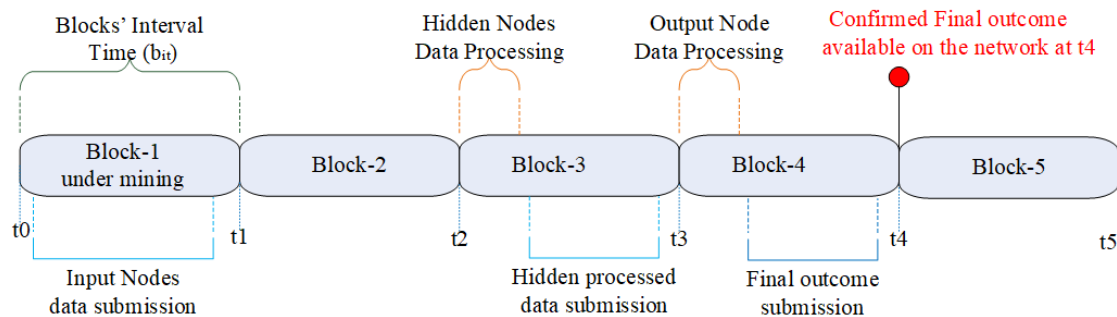 Blocks' Interval
Time (bit)
Hidden Nodes
Data Processing
Output Node
Data Processing
Confirmed Final outcome
available on the network at t4
Block-1
under mining
Block-2
Block-3
Block-4
Block-5
t0
t1
t2
t3
t4
t5
Input Nodes
data submission
Hidden processed
data submission
Final outcome
submission